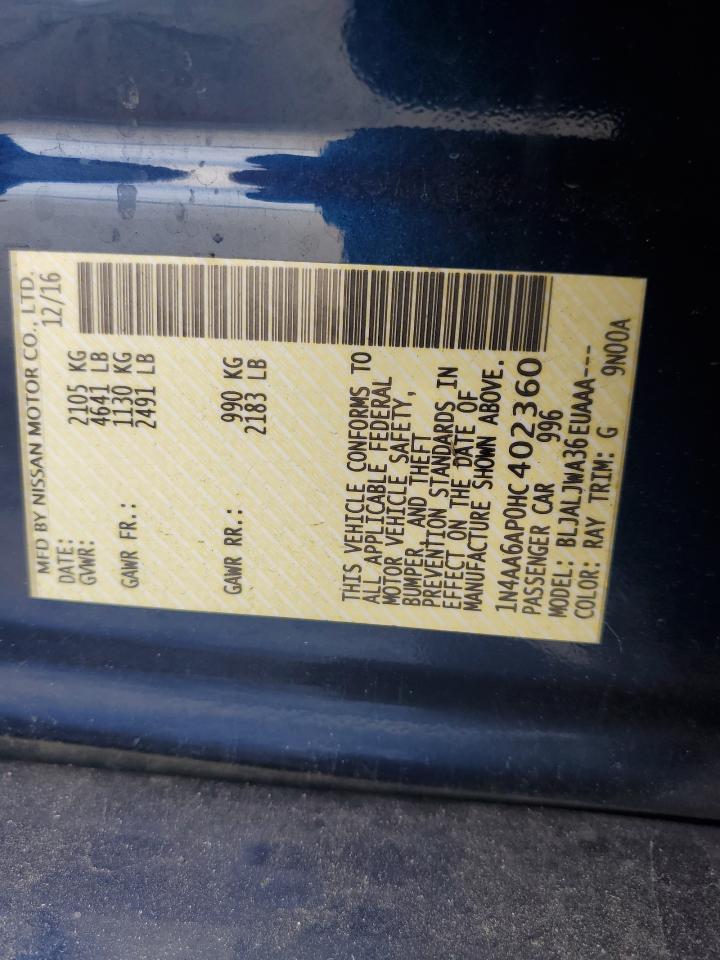 MFD BY NISSAN MOTOR CO., LTD.
DATE: 12/16
GVWR: 2105 KG
4641 LB
GAWR FR.: 1130 KG
2491 LB
GAWR RR.: 990 KG
2183 LB
THIS VEHICLE CONFORMS TO
ALL APPLICABLE FEDERAL
MOTOR VEHICLE SAFETY,
BUMPER, AND THEFT
PREVENTION STANDARDS IN
EFFECT ON THE DATE OF
MANUFACTURE SHOWN ABOVE.
1N4AA6AP0HC402360
PASSENGER CAR 996
MODEL: BLJALJWA36EUAAA---
COLOR: RAY TRIM: G 9N00A